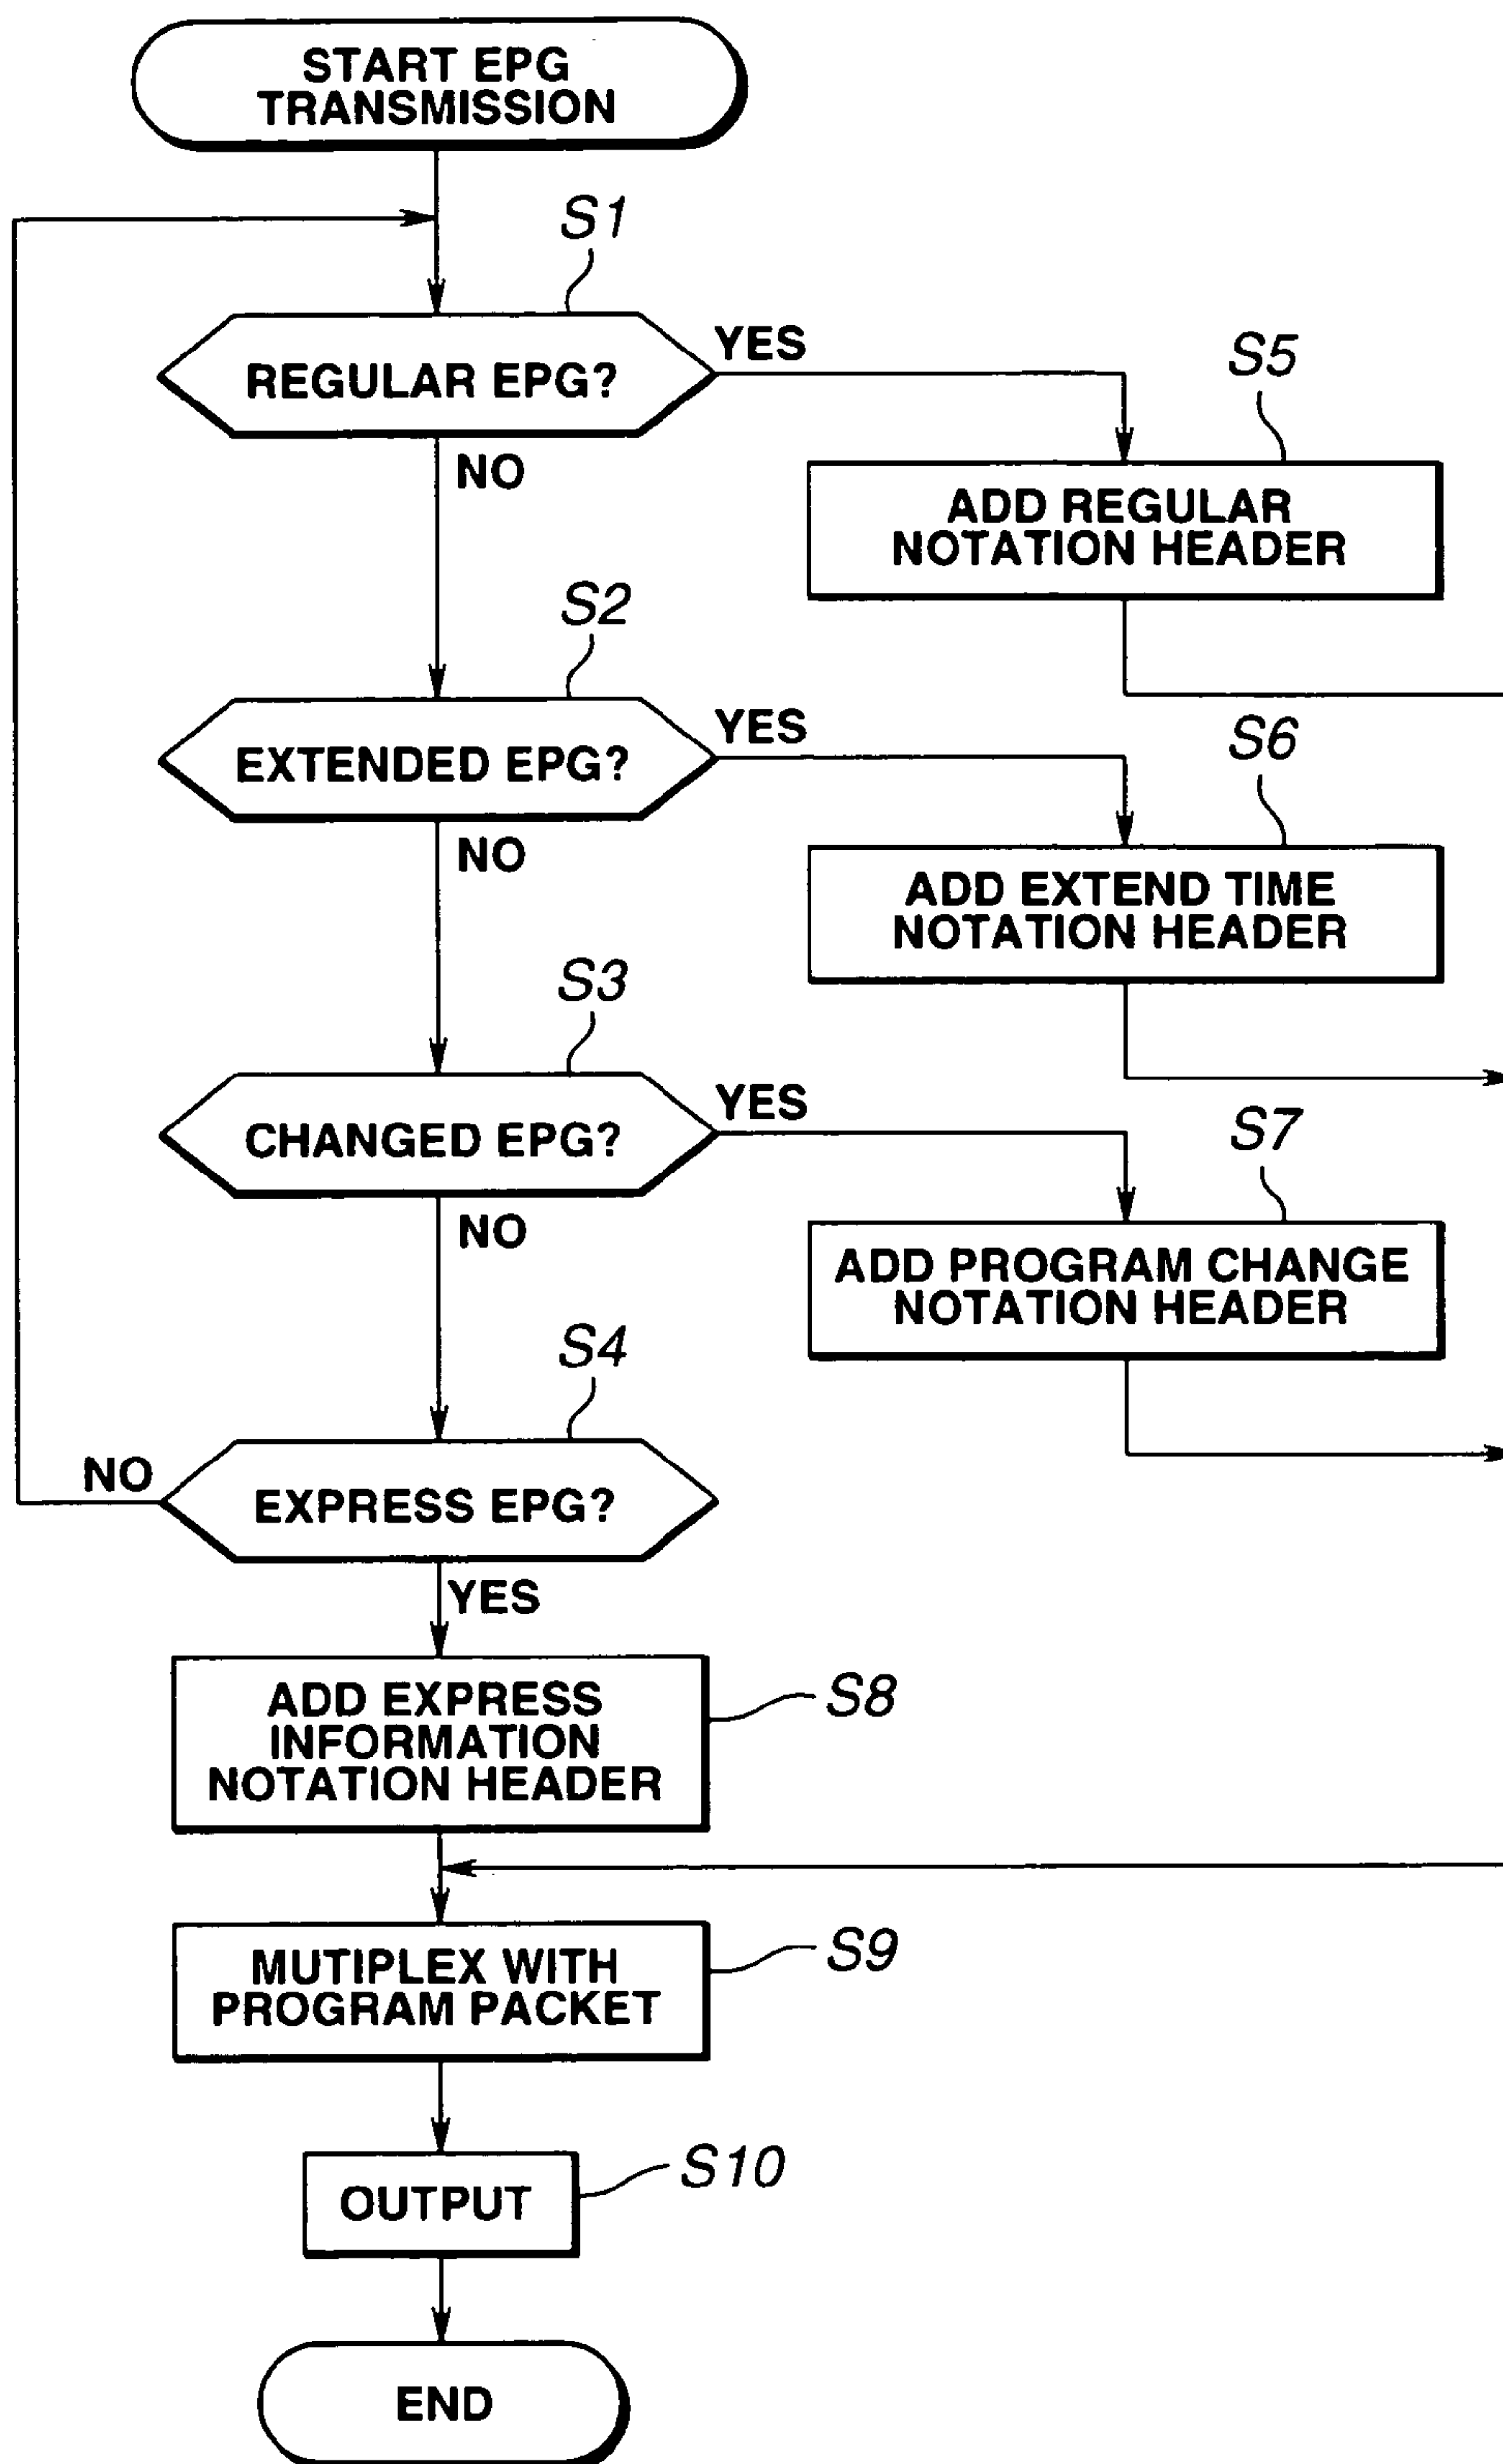 START EPG
TRANSMISSION
S1
REGULAR EPG?
YES
NO
S5
ADD REGULAR
NOTATION HEADER
S2
EXTENDED EPG?
YES
NO
S6
ADD EXTEND TIME
NOTATION HEADER
S3
CHANGED EPG?
YES
NO
S7
ADD PROGRAM CHANGE
NOTATION HEADER
S4
EXPRESS EPG?
NO
YES
ADD EXPRESS
INFORMATION
NOTATION HEADER
S8
MUTIPLEX WITH
PROGRAM PACKET
S9
OUTPUT
S10
END